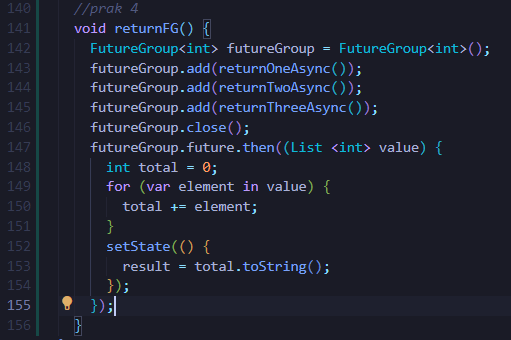 140 //prak 4
141 void returnFG() {
142 FutureGroup<int> futureGroup = FutureGroup<int>();
143 futureGroup.add(returnOneAsync());
144 futureGroup.add(returnTwoAsync());
145 futureGroup.add(returnThreeAsync());
146 futureGroup.close();
147 futureGroup.future.then((List <int> value) {
148 int total = 0;
149 for (var element in value) {
150 total += element;
151 }
152 setState(() {
153 result = total.toString();
154 });
155 });
156 }